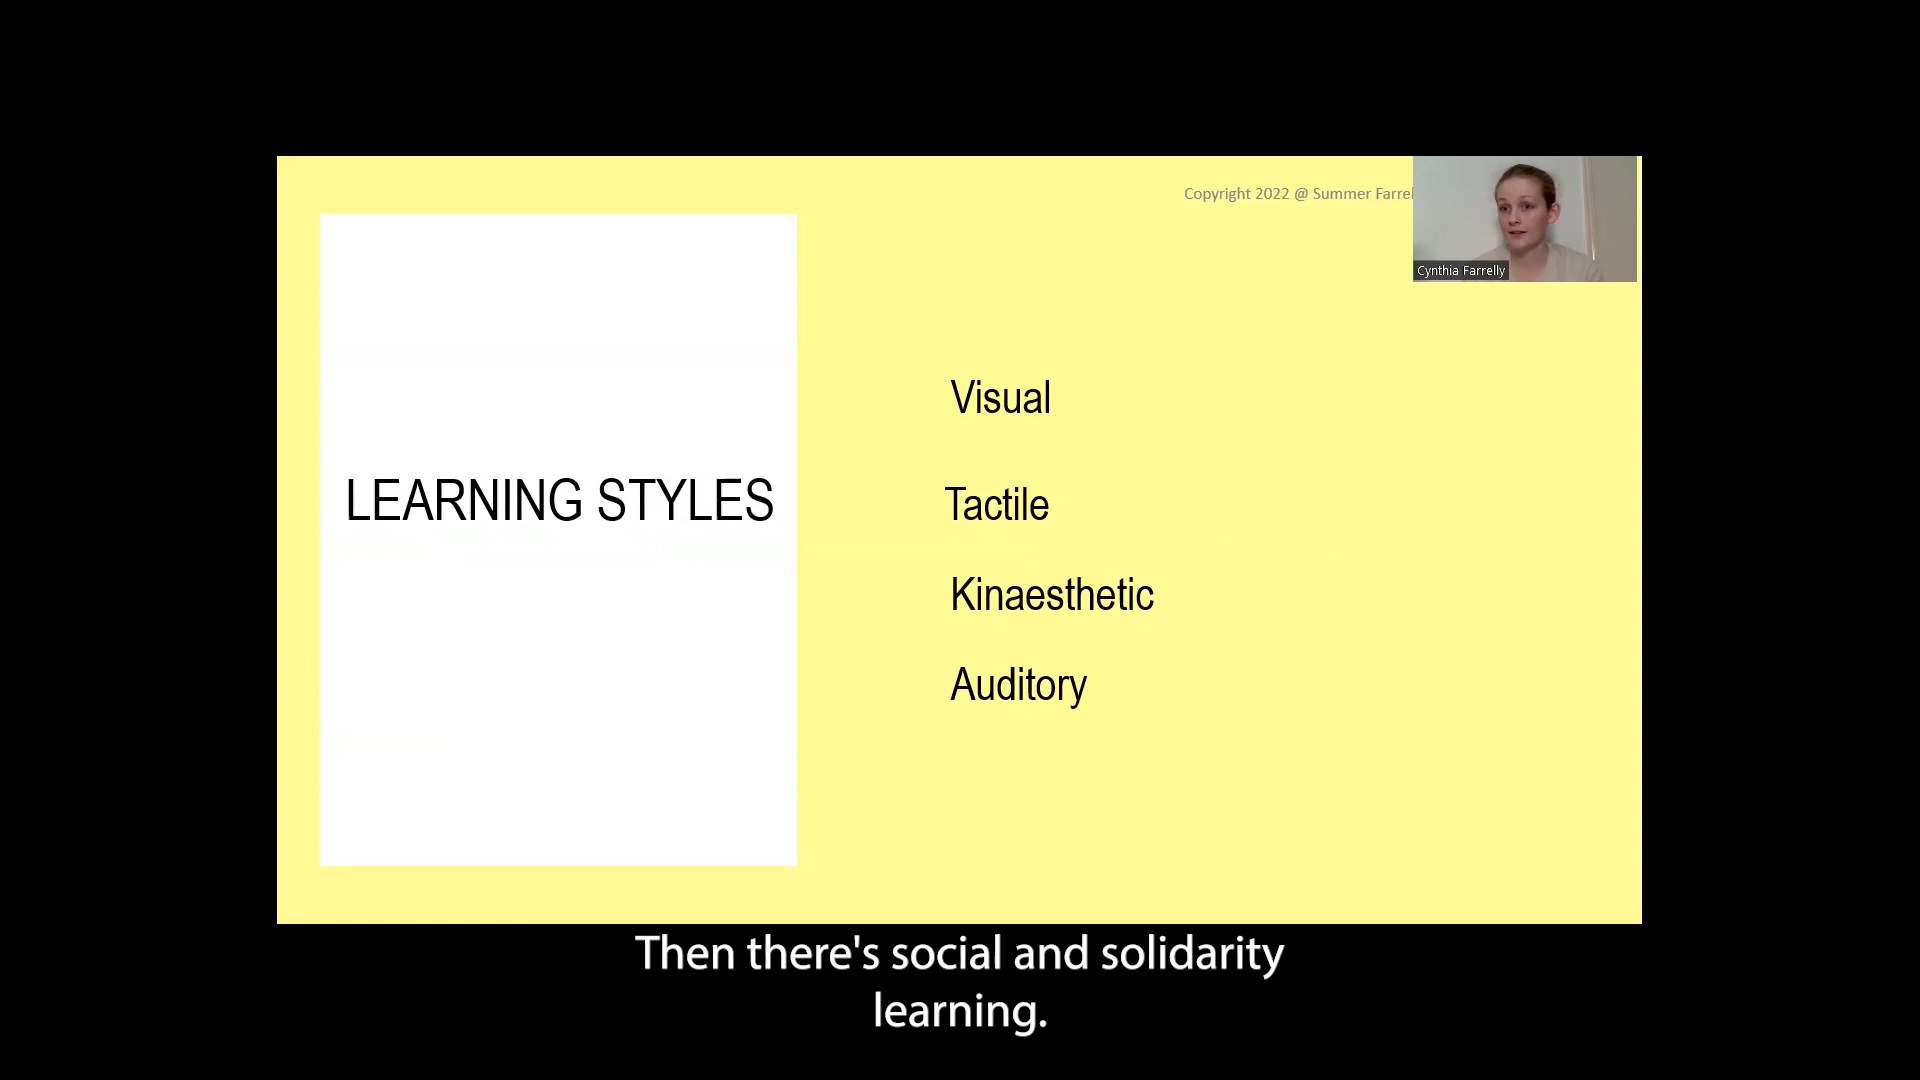 Copyright 2022 @ Summer Farrel
Cynthia Farrelly
LEARNING STYLES
Visual
Tactile
Kinaesthetic
Auditory
Then there's social and solidarity
learning.